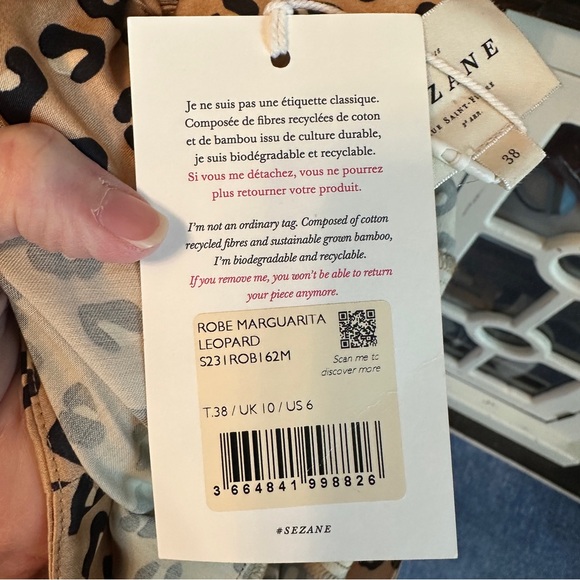 Je ne suis pas une étiquette classique.
Composée de fibres recyclées de coton
et de bambou issu de culture durable,
je suis biodégradable et recyclable.
Si vous me détachez, vous ne pourrez
plus retourner votre produit.
I'm not an ordinary tag. Composed of cotton
recycled fibres and sustainable grown bamboo,
I'm biodegradable and recyclable.
If you remove me, you won't be able to return
your piece anymore.
ROBE MARGUARITA
LEOPARD
S231ROB162M
Scan me to
discover more
T.38 / UK 10 / US 6
3 664841 998826
#SEZANE
ZANE
38